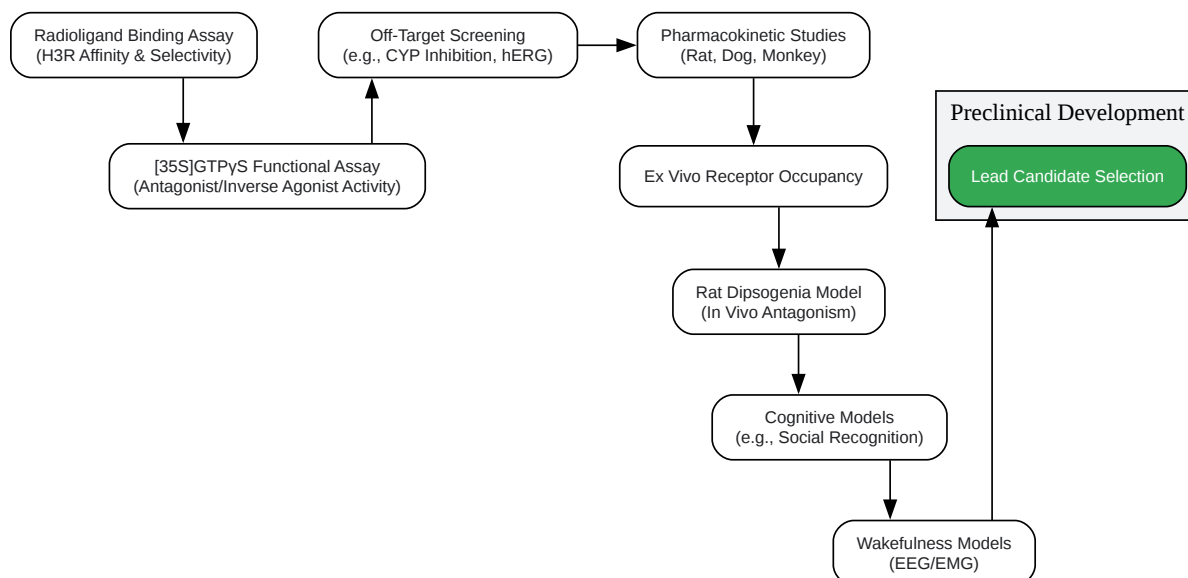 Radioligand Binding Assay
(H3R Affinity & Selectivity)
[35S]GTPγS Functional Assay
(Antagonist/Inverse Agonist Activity)
Off-Target Screening
(e.g., CYP Inhibition, hERG)
Pharmacokinetic Studies
(Rat, Dog, Monkey)
Ex Vivo Receptor Occupancy
Rat Dipsogenia Model
(In Vivo Antagonism)
Cognitive Models
(e.g., Social Recognition)
Wakefulness Models
(EEG/EMG)
Preclinical Development
Lead Candidate Selection